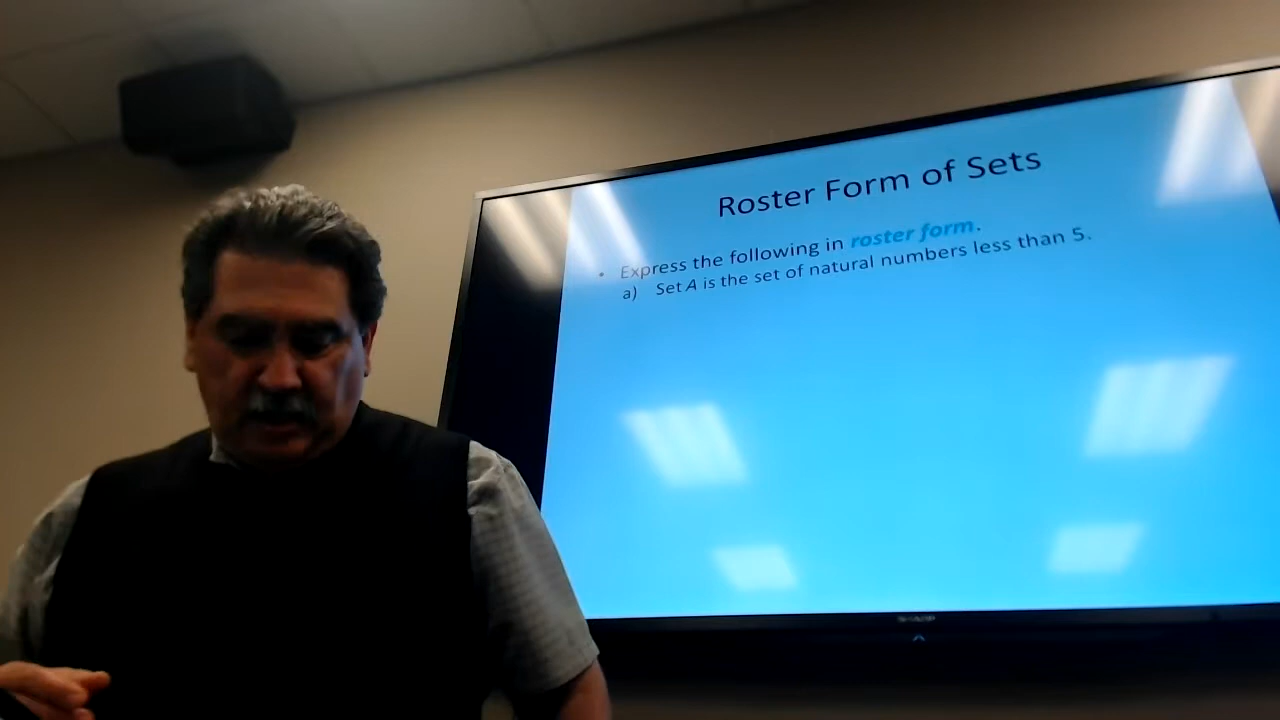 Roster Form of Sets
• Express the following in roster form.
a) Set A is the set of natural numbers less than 5.
SHARP